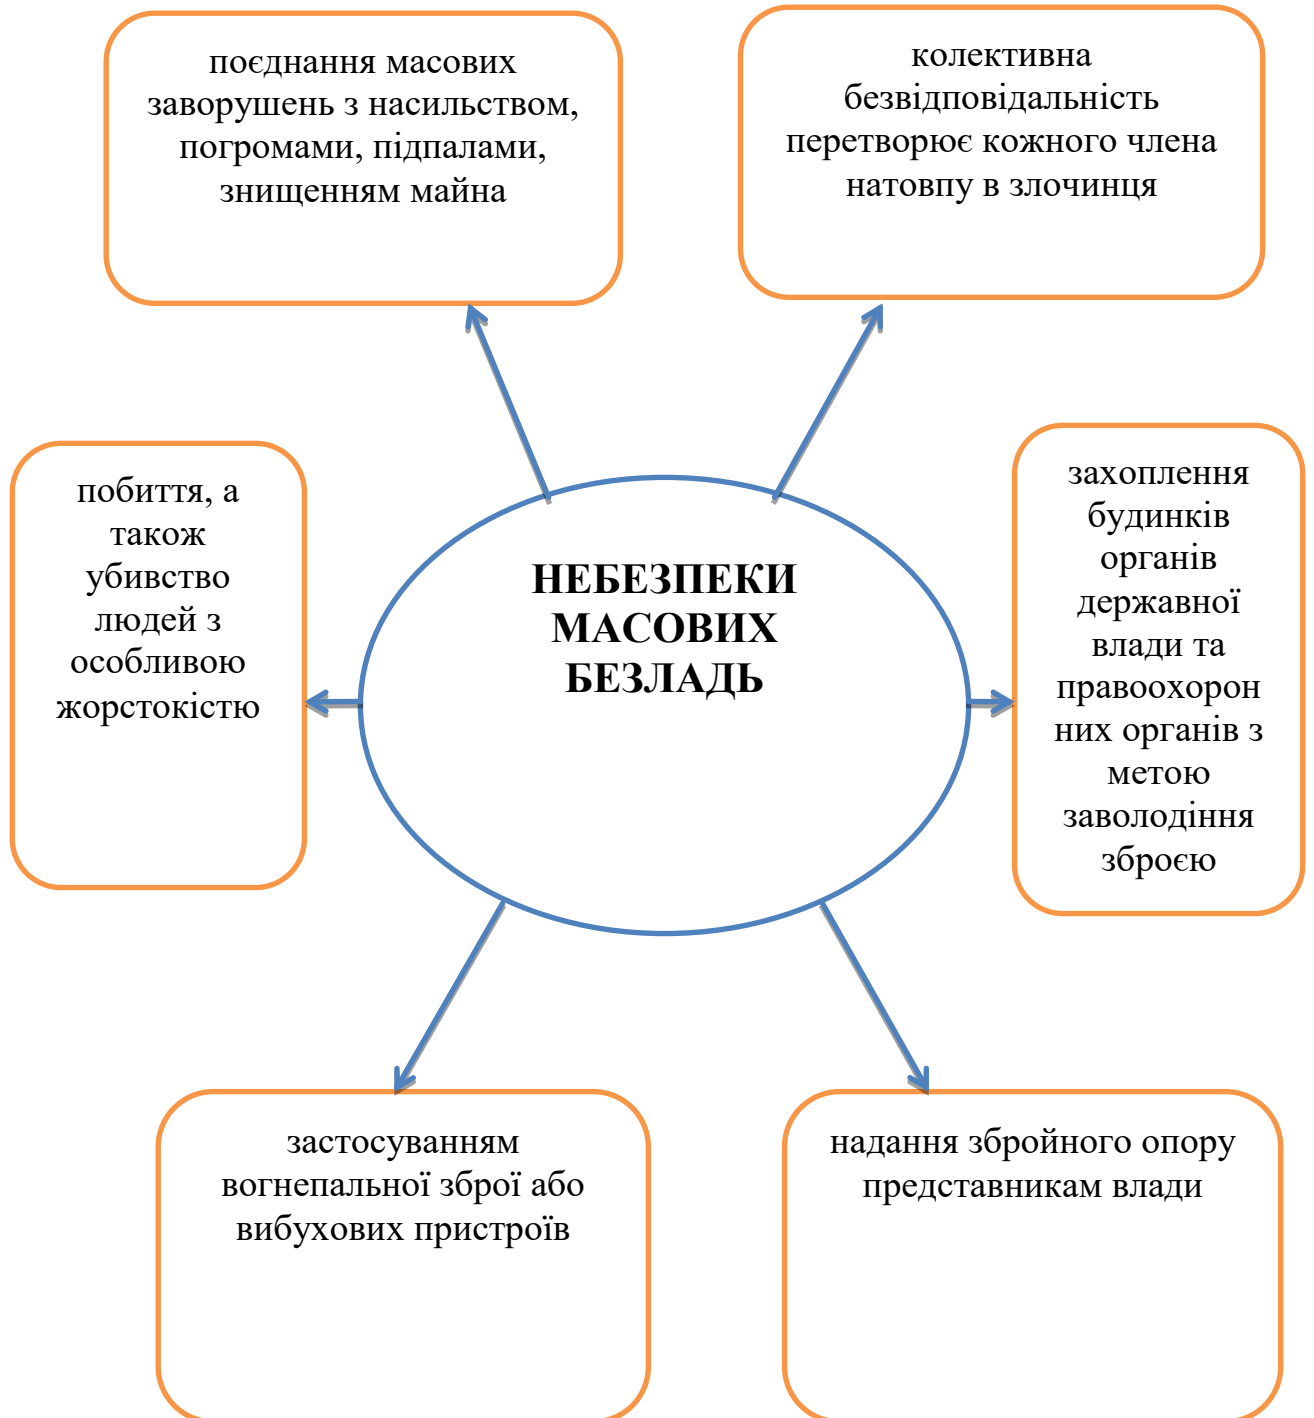 поєднання масових
заворушень з насильством,
погромами, підпалами,
знищенням майна
колективна
безвідповідальність
перетворює кожного члена
натовпу в злочинця
побиття, а
також
убивство
людей з
особливою
жорстокістю
НЕБЕЗПЕКИ
МАСОВИХ
БЕЗЛАДЬ
захоплення
будинків
органів
державної
влади та
правоохорон
них органів з
метою
заволодіння
зброєю
застосуванням
вогнепальної зброї або
вибухових пристроїв
надання збройного опору
представникам влади